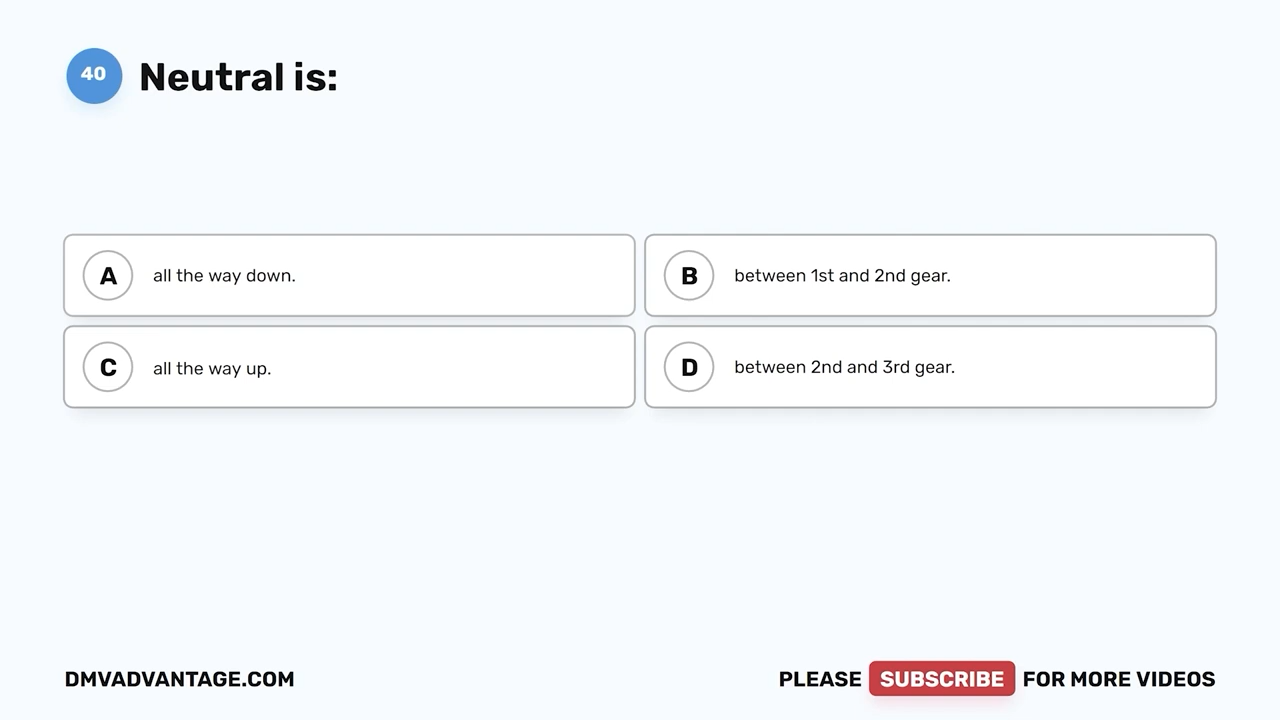 40 Neutral is:
A all the way down.
B between 1st and 2nd gear.
C all the way up.
D between 2nd and 3rd gear.
DMVADVANTAGE.COM
PLEASE SUBSCRIBE FOR MORE VIDEOS